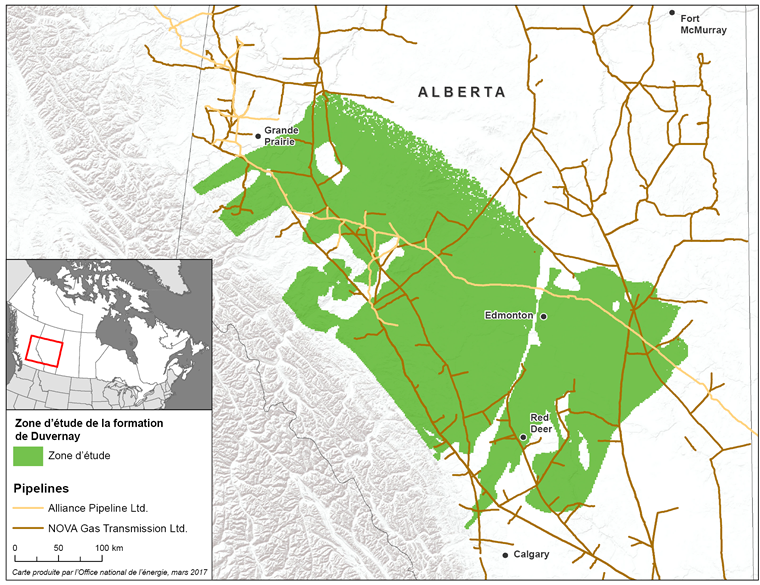 Fort
McMurray
ALBERTA
Grande
Prairie
Edmonton
Red
Deer
Calgary
Zone d'étude de la formation
de Duvernay
Zone d'étude
Pipelines
Alliance Pipeline Ltd.
NOVA Gas Transmission Ltd.
0 50 100 km
Carte produite par l'Office national de l'énergie, mars 2017